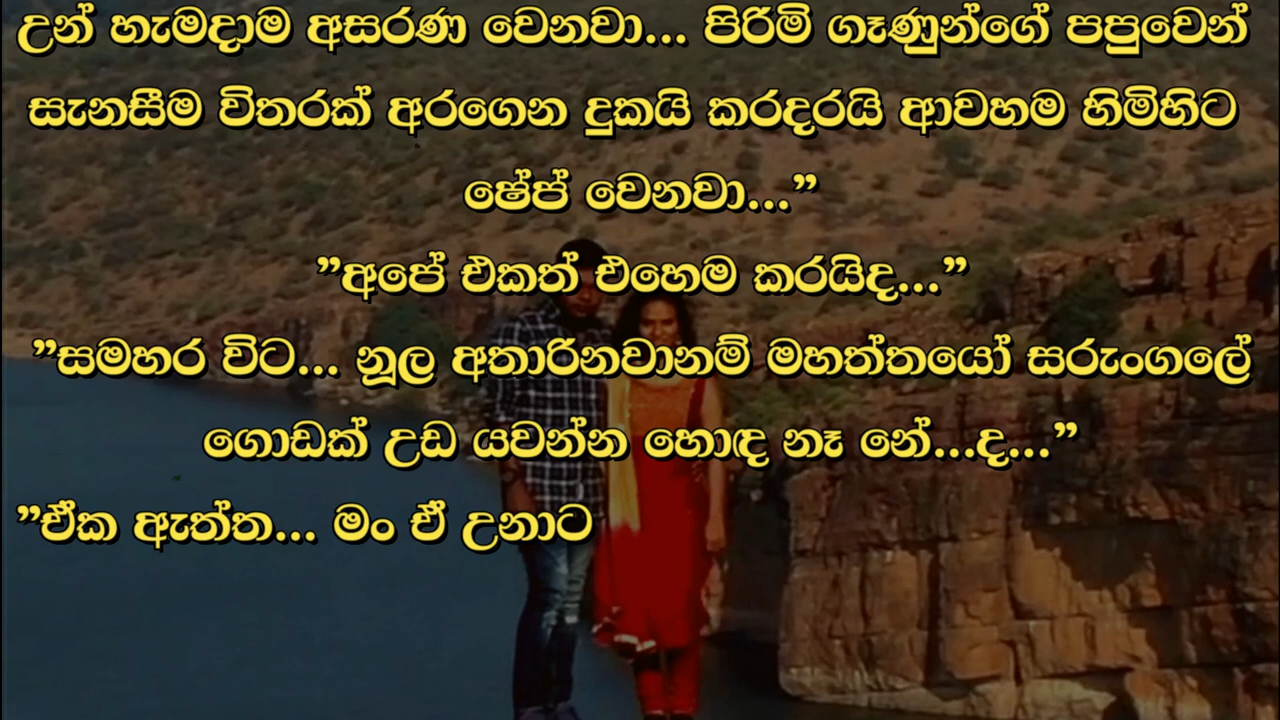 උන් හැමදාම අසරණ වෙනවා... පිරිමි ගෑණුන්ගේ පපුවෙන්
සැනසීම විතරක් අරගෙන දුකයි කරදරයි ආවහම හිමිහිට
ෂේප් වෙනවා...”
”අපේ එකත් එහෙම කරයිද...”
”සමහර විට... නූල අතාරිනවානම් මහත්තයෝ සරුංගලේ
ගොඩක් උඩ යවන්න හොඳ නෑ නේ...ද...”
”ඒක ඇත්ත... මං ඒ උනාට